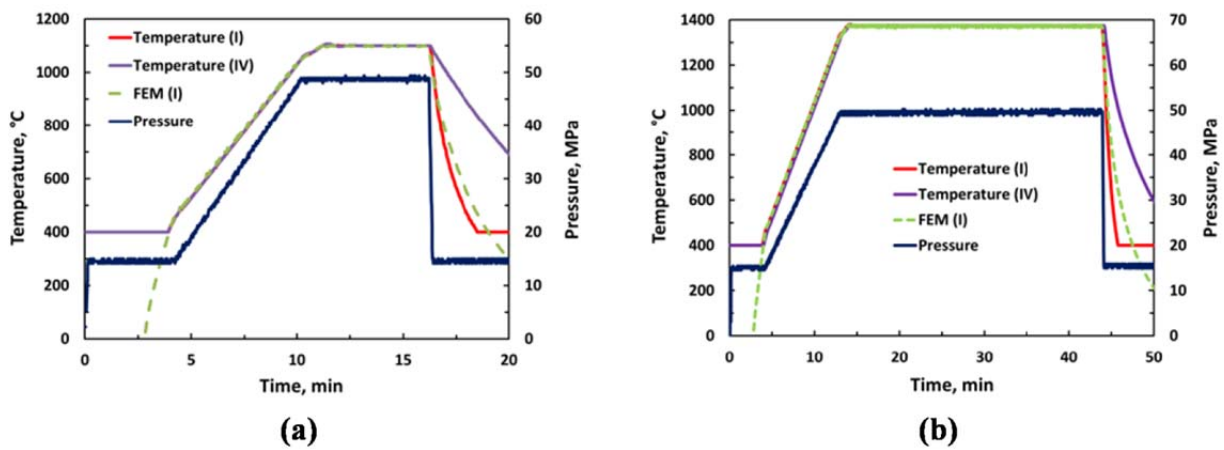 1200
1000
800
600
400
200
0
Temperature, °C
Temperature (I)
Temperature (IV)
FEM (I)
Pressure
60
50
40
30
20
10
0
Pressure, MPa
0 5 10 15 20
Time, min
(a)
1400
1200
1000
800
600
400
200
0
Temperature, °C
Temperature (I)
Temperature (IV)
FEM (I)
Pressure
70
60
50
40
30
20
10
0
Pressure, MPa
0 10 20 30 40 50
Time, min
(b)